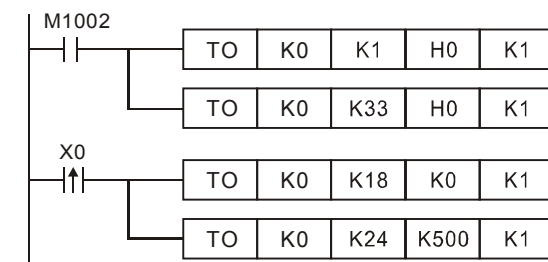 M1002
TO K0 K1 H0 K1
TO K0 K33 H0 K1
X0
TO K0 K18 K0 K1
TO K0 K24 K500 K1